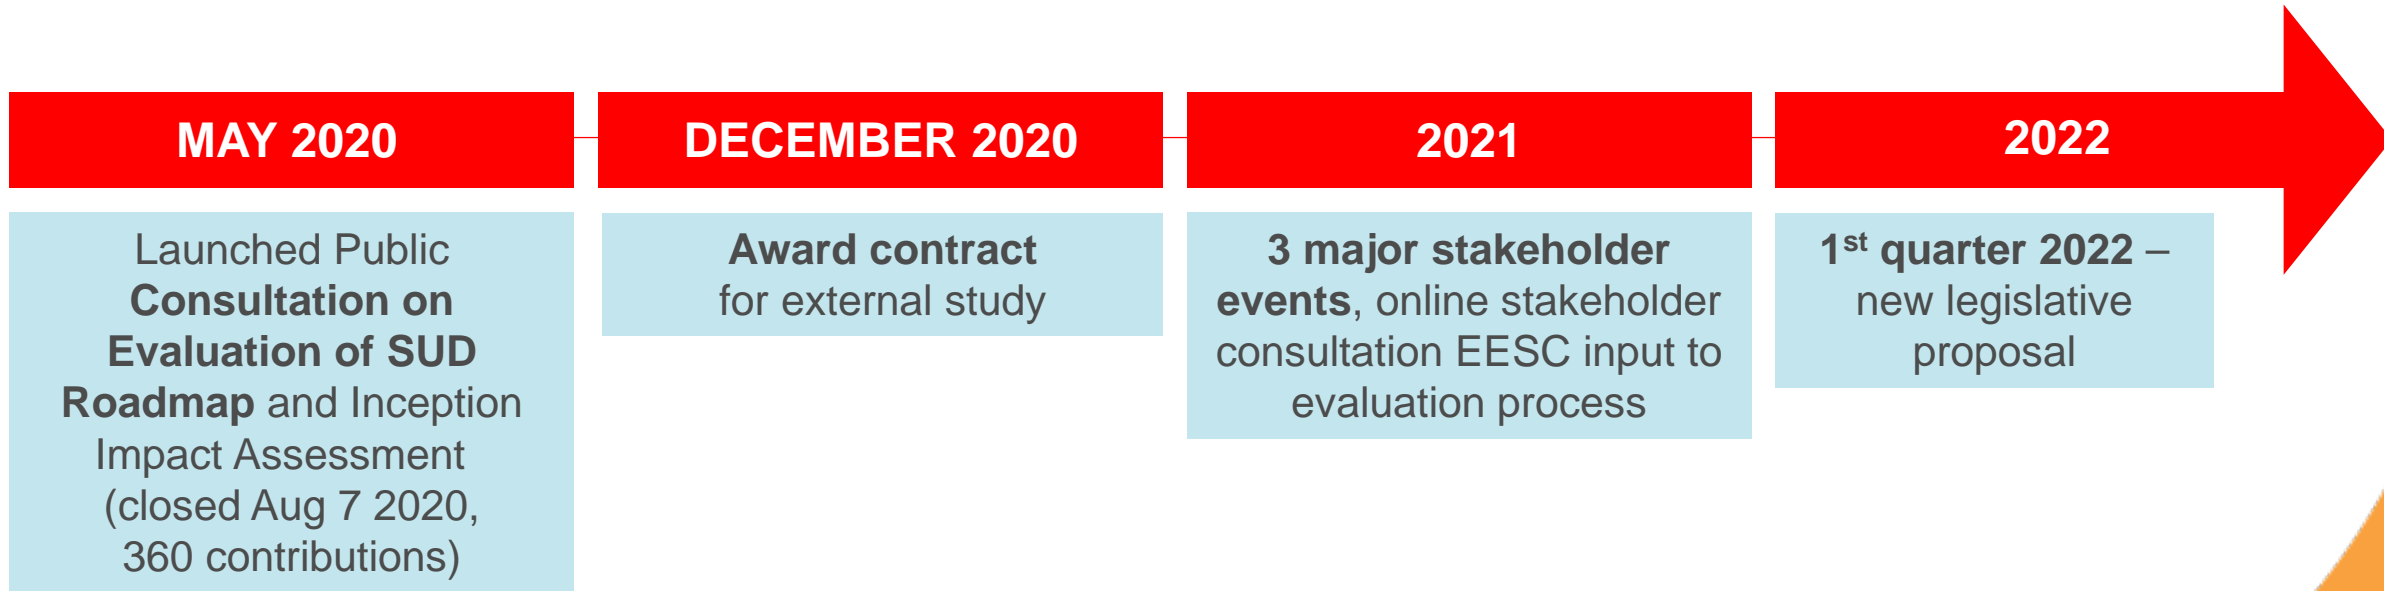 MAY 2020
Launched Public
Consultation on
Evaluation of SUD
Roadmap and Inception
Impact Assessment
(closed Aug 7 2020,
360 contributions)
DECEMBER 2020
Award contract
for external study
2021
3 major stakeholder
events, online stakeholder
consultation EESC input to
evaluation process
2022
1st quarter 2022 –
new legislative
proposal